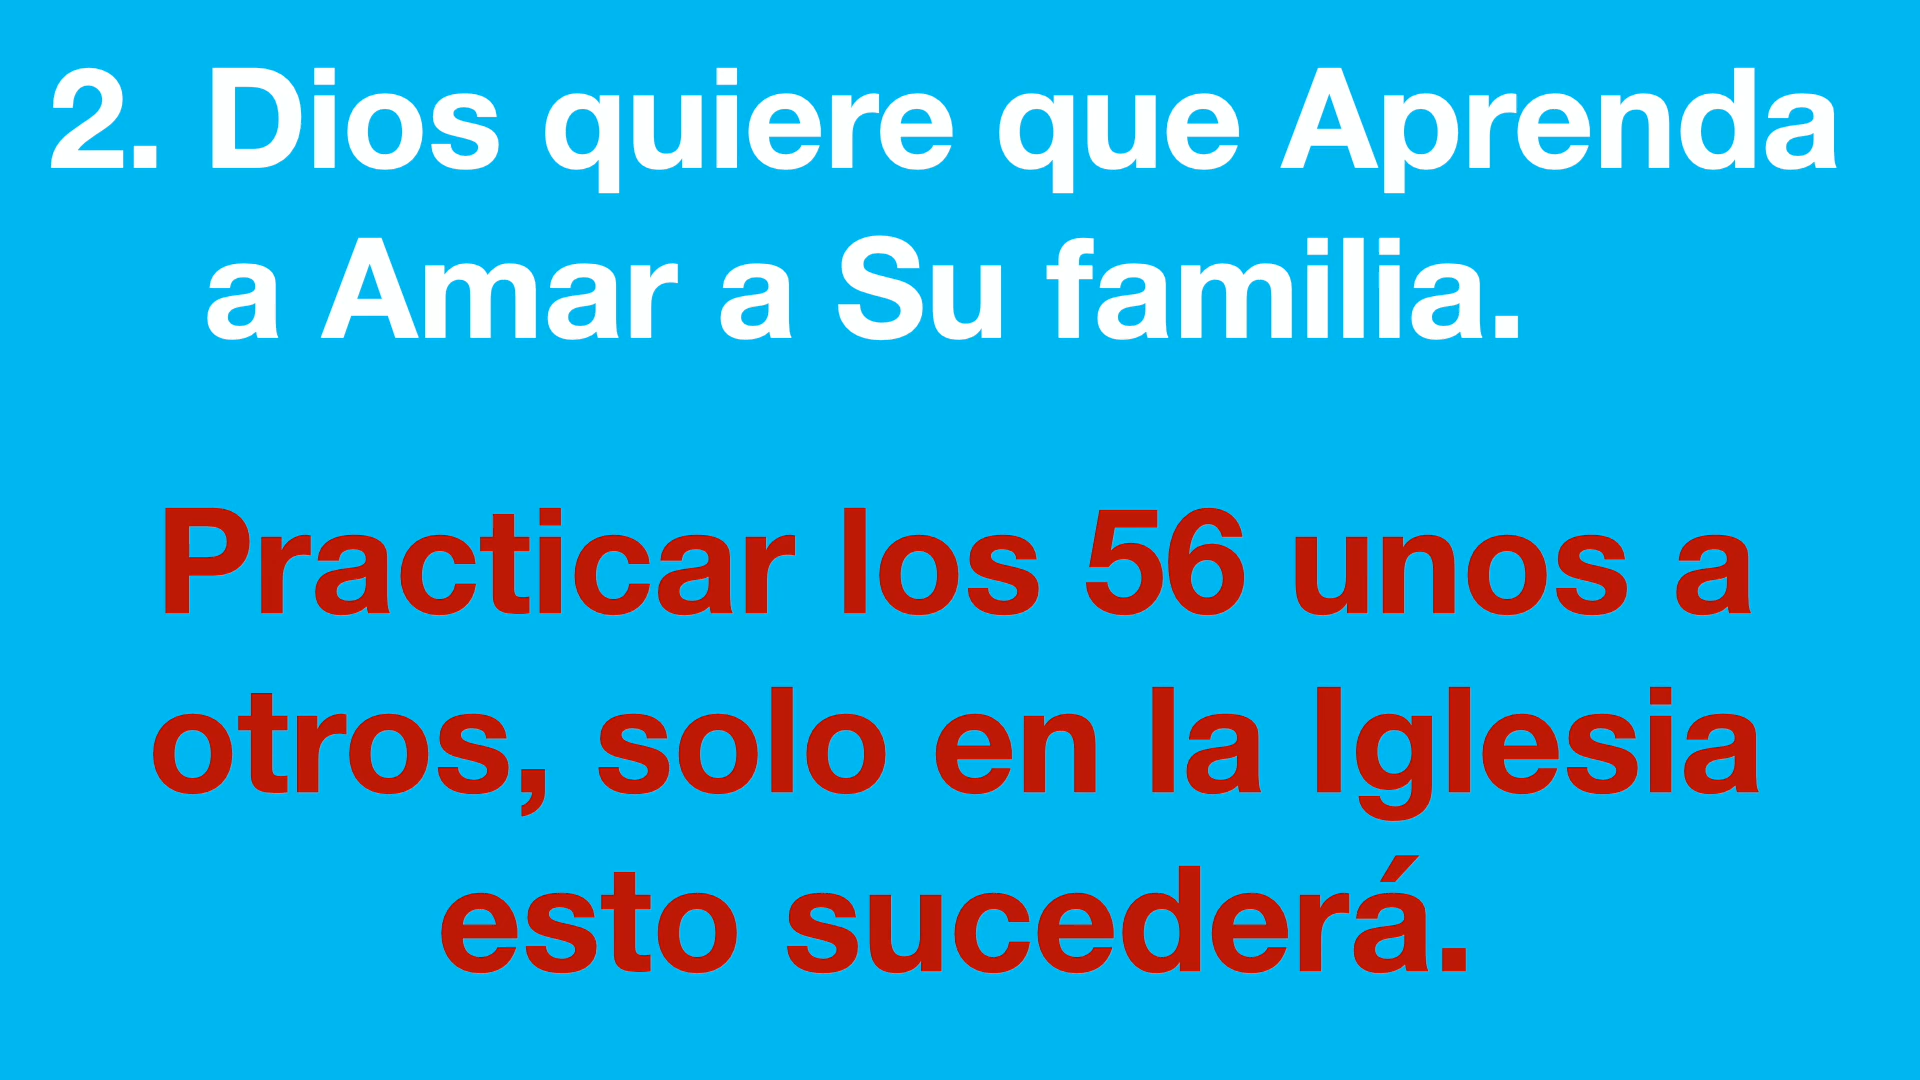 2. Dios quiere que Aprenda
a Amar a Su familia.
Practicar los 56 unos a
otros, solo en la Iglesia
esto sucederá.